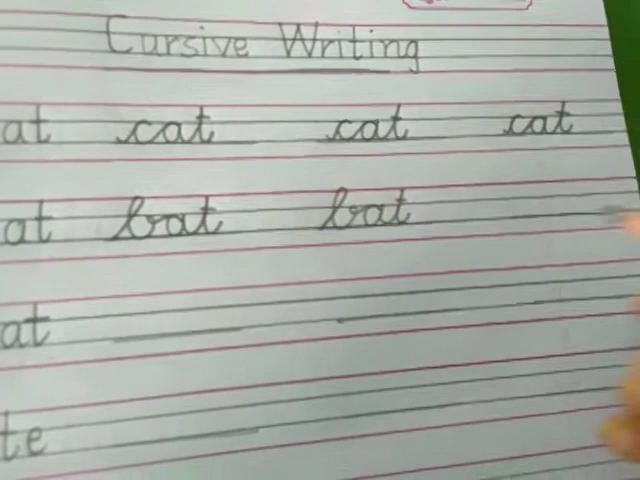 Cursive Writing
at cat cat cat
at bat bat
at
te